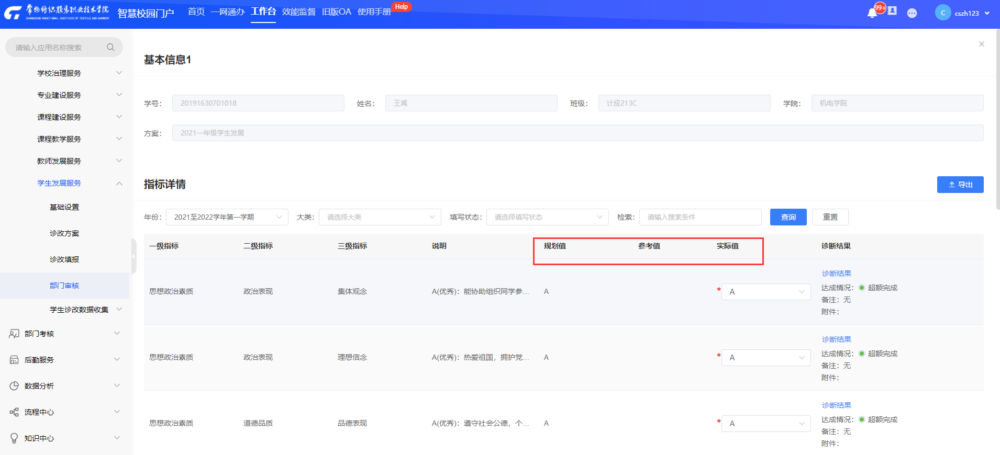 常州纺织服装职业技术学院
CHANGZHOU VOCATIONAL INSTITUTE OF TEXTILE AND GARMENT
智慧校园门户 首页 一网通办 工作台 效能监督 旧版OA 使用手册 Help 99+ C cszh123
请输入应用名称搜索
学校治理服务
专业建设服务
课程建设服务
课程教学服务
教师发展服务
学生发展服务
基础设置
诊改方案
诊改填报
部门审核
学生诊改数据收集
部门考核
后勤服务
数据分析
流程中心
知识中心
基本信息1
学号： 20191630701018 姓名： 王禹 班级： 计应213C 学院： 机电学院
方案： 2021一年级学生发展
指标详情 导出
年份： 2021至2022学年第一学期 大类： 请选择大类 填写状态： 请选择填写状态 检索： 请输入搜索条件 查询 重置
一级指标 二级指标 三级指标 说明 规划值 参考值 实际值 诊断结果
诊断结果
思想政治素质 政治表现 集体观念 A(优秀)：能协助组织同学参... A * A
达成情况： 超额完成
备注：无
附件：
诊断结果
思想政治素质 政治表现 理想信念 A(优秀)：热爱祖国，拥护党... A * A
达成情况： 超额完成
备注：无
附件：
诊断结果
思想政治素质 道德品质 品德表现 A(优秀)：遵守社会公德，个... A * A
达成情况： 超额完成
备注：无
附件：